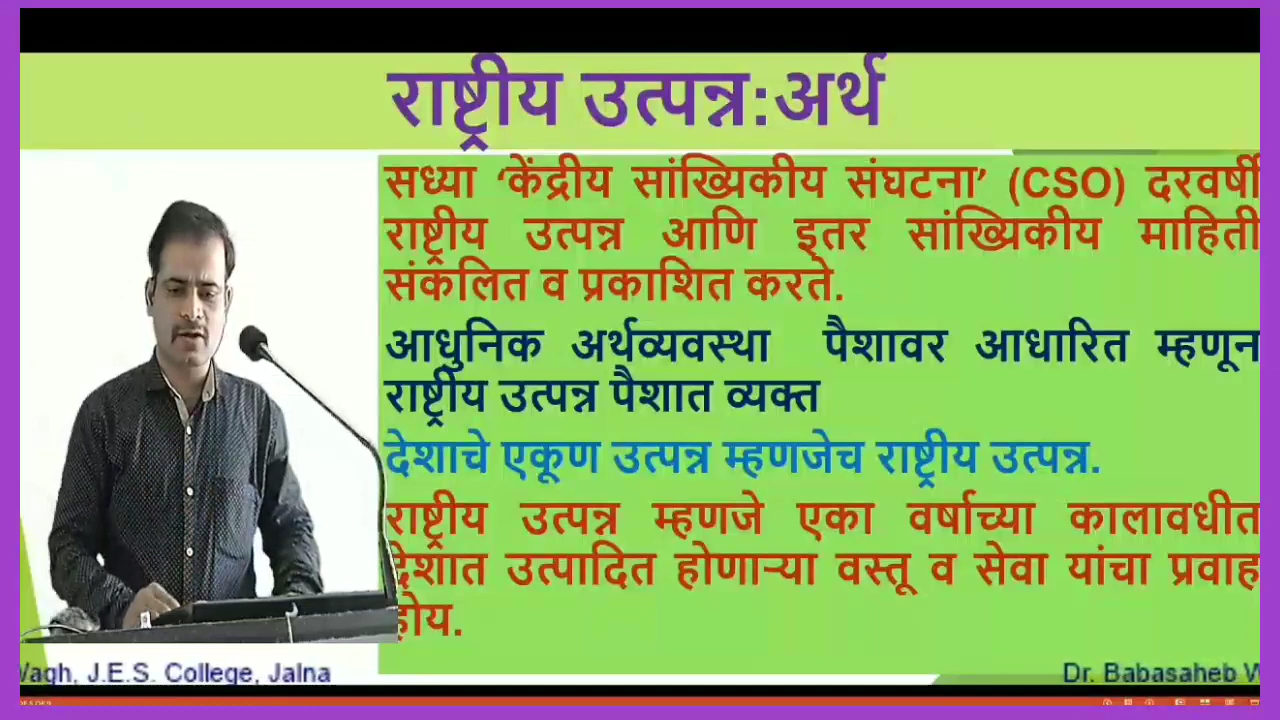 राष्ट्रीय उत्पन्न:अर्थ
सध्या ‘केंद्रीय सांख्यिकीय संघटना’ (CSO) दरवर्षी
राष्ट्रीय उत्पन्न आणि इतर सांख्यिकीय माहिती
संकलित व प्रकाशित करते.
आधुनिक अर्थव्यवस्था पैशावर आधारित म्हणून
राष्ट्रीय उत्पन्न पैशात व्यक्त
देशाचे एकूण उत्पन्न म्हणजेच राष्ट्रीय उत्पन्न.
राष्ट्रीय उत्पन्न म्हणजे एका वर्षाच्या कालावधीत
देशात उत्पादित होणाऱ्या वस्तू व सेवा यांचा प्रवाह
होय.
Wagh, J.E.S. College, Jalna
Dr. Babasaheb W